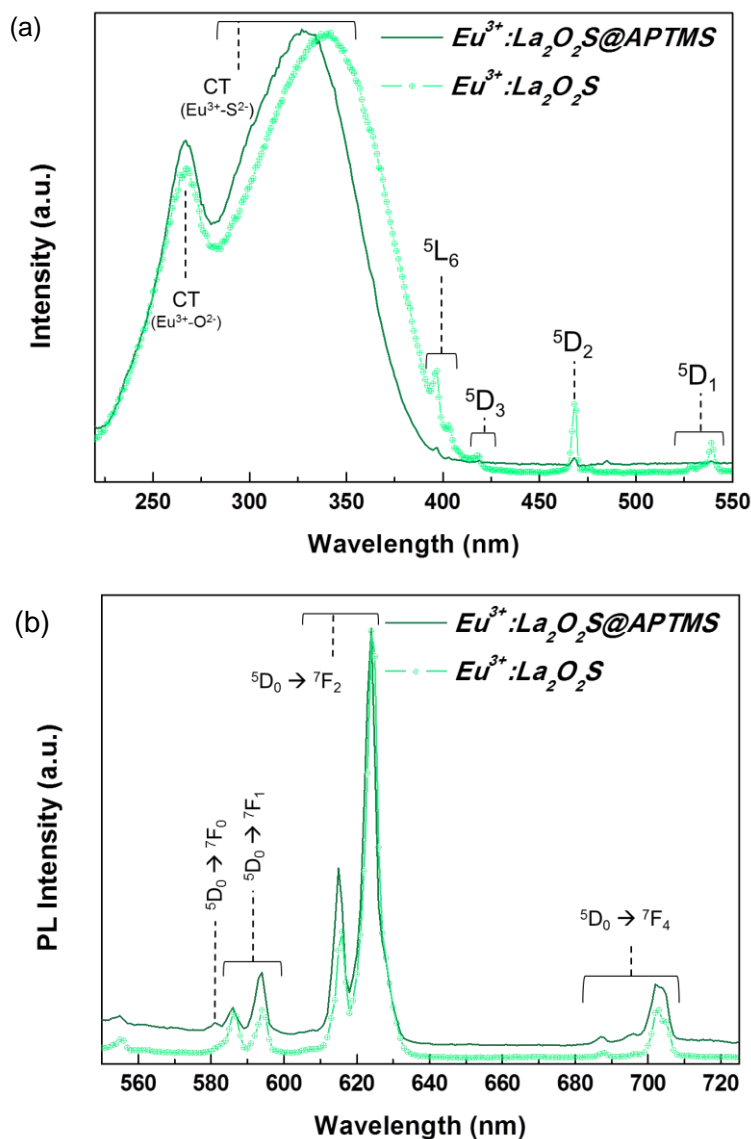 (a)
Eu³⁺:La₂O₂S@APTMS
Eu³⁺:La₂O₂S
CT
(Eu³⁺-S²⁻)
CT
(Eu³⁺-O²⁻)
⁵L₆
⁵D₃
⁵D₂
⁵D₁
Intensity (a.u.)
250 300 350 400 450 500 550
Wavelength (nm)
(b)
Eu³⁺:La₂O₂S@APTMS
Eu³⁺:La₂O₂S
⁵D₀ → ⁷F₂
⁵D₀ → ⁷F₀
⁵D₀ → ⁷F₁
⁵D₀ → ⁷F₄
PL Intensity (a.u.)
560 580 600 620 640 660 680 700 720
Wavelength (nm)